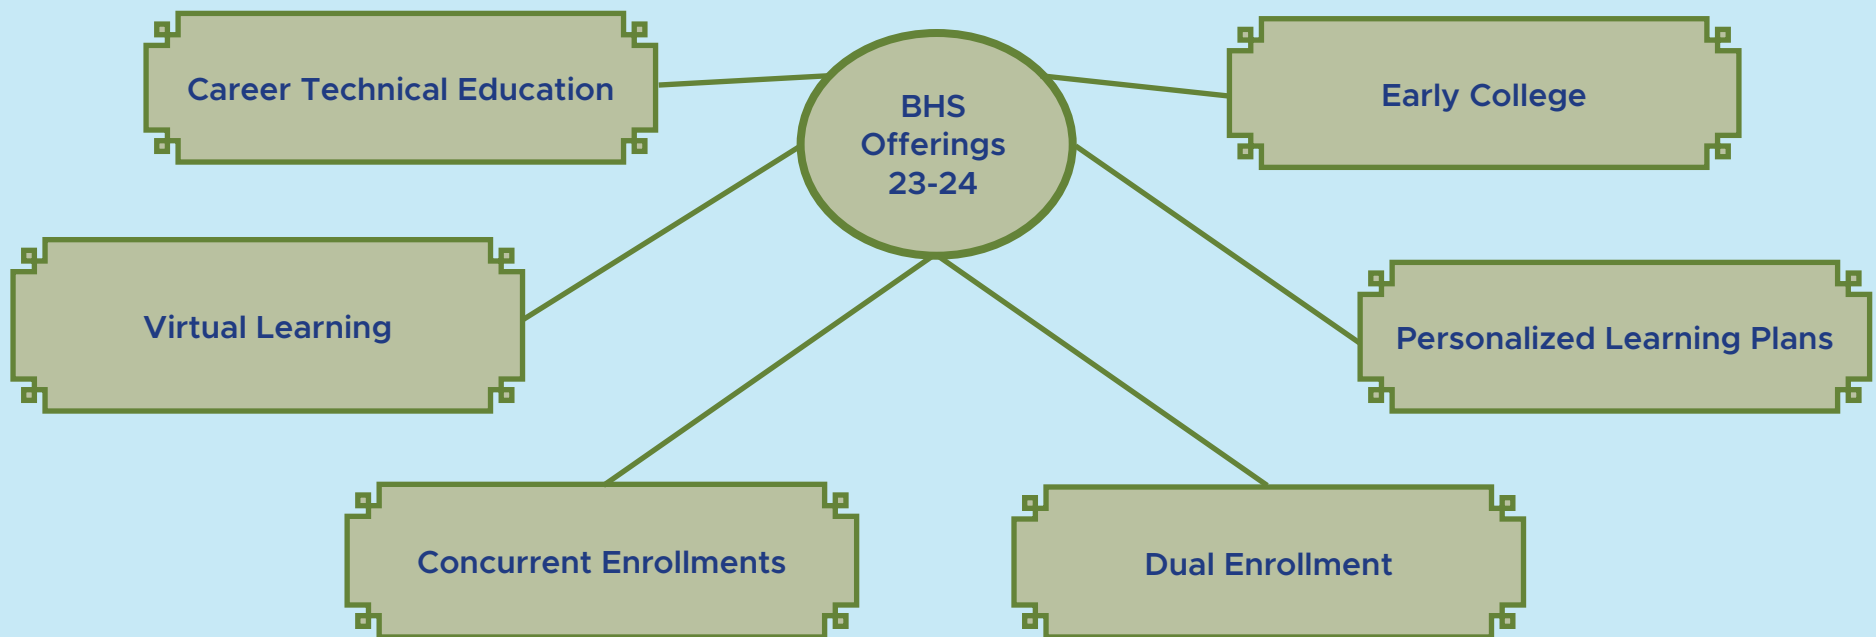 Career Technical Education
BHS
Offerings
23-24
Early College
Virtual Learning
Personalized Learning Plans
Concurrent Enrollments
Dual Enrollment